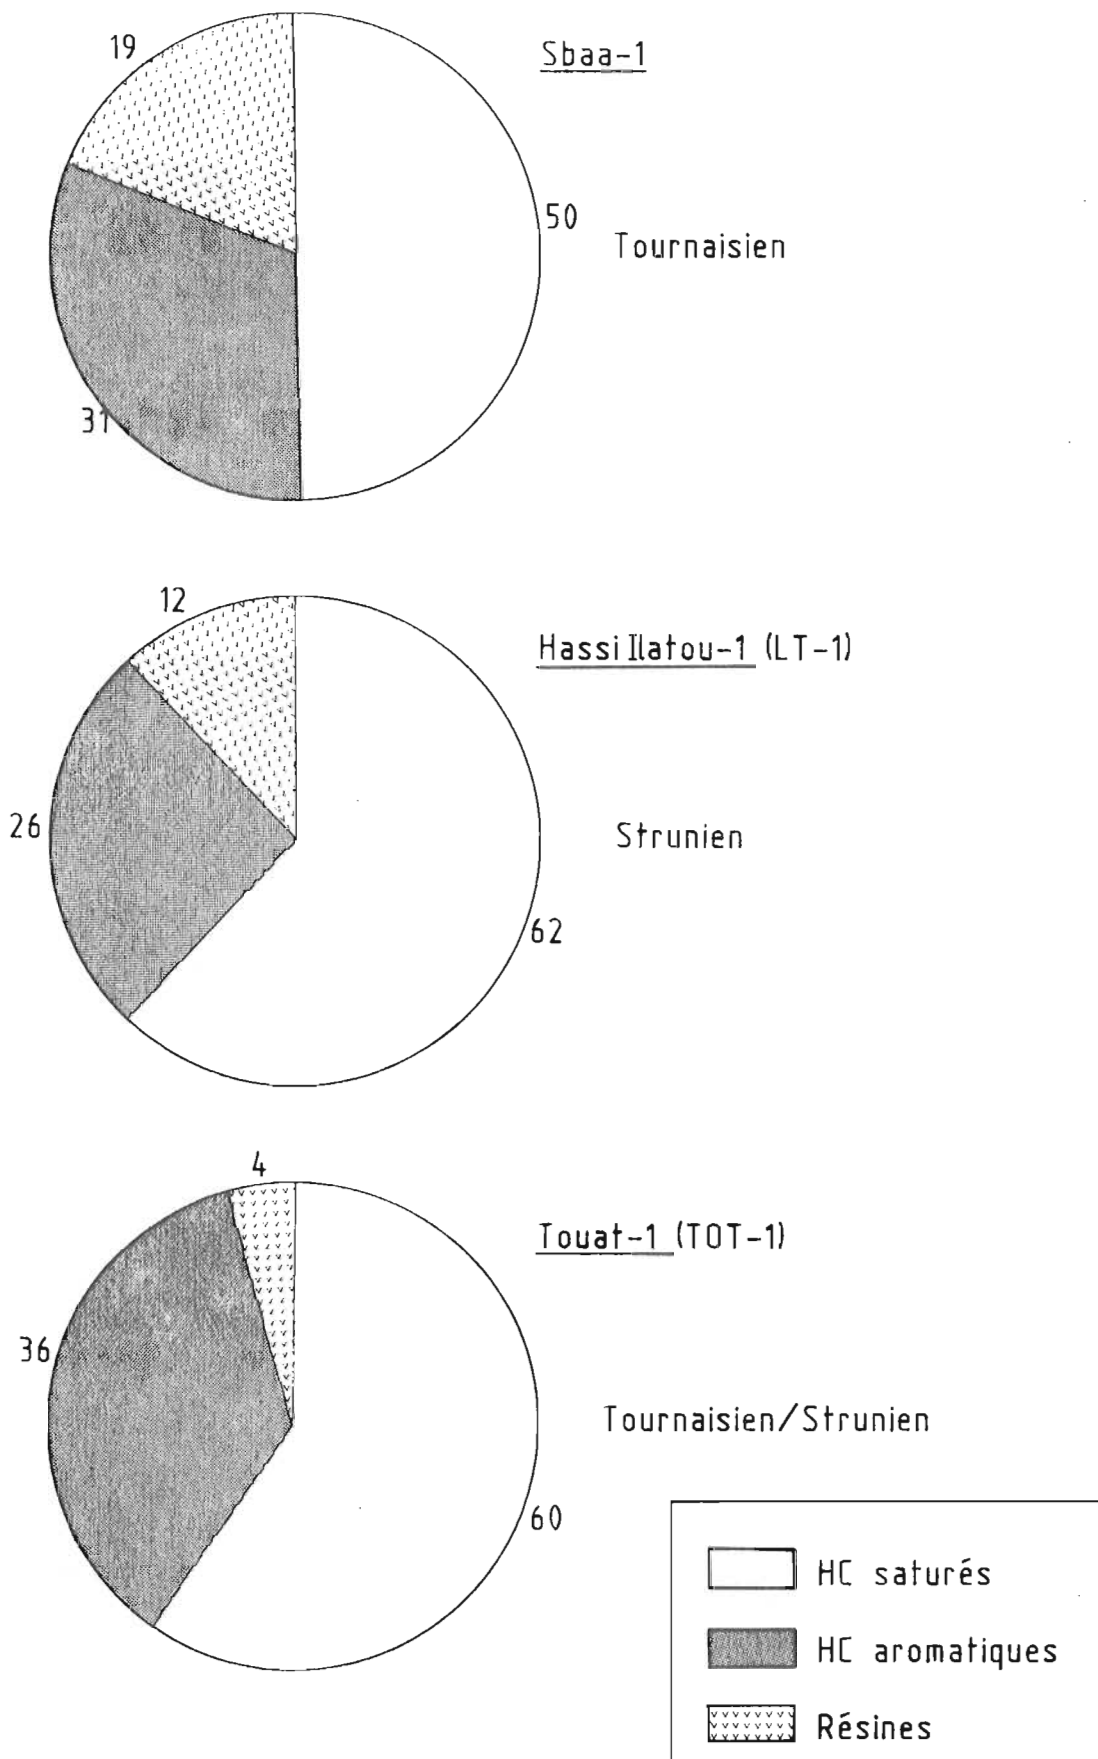 19
Sbaa-1
50
Tournaisien
31
12
Hassi Ilatou-1 (LT-1)
26
Strunien
62
4
Touat-1 (TOT-1)
36
Tournaisien/Strunien
60
HC saturés
HC aromatiques
Résines